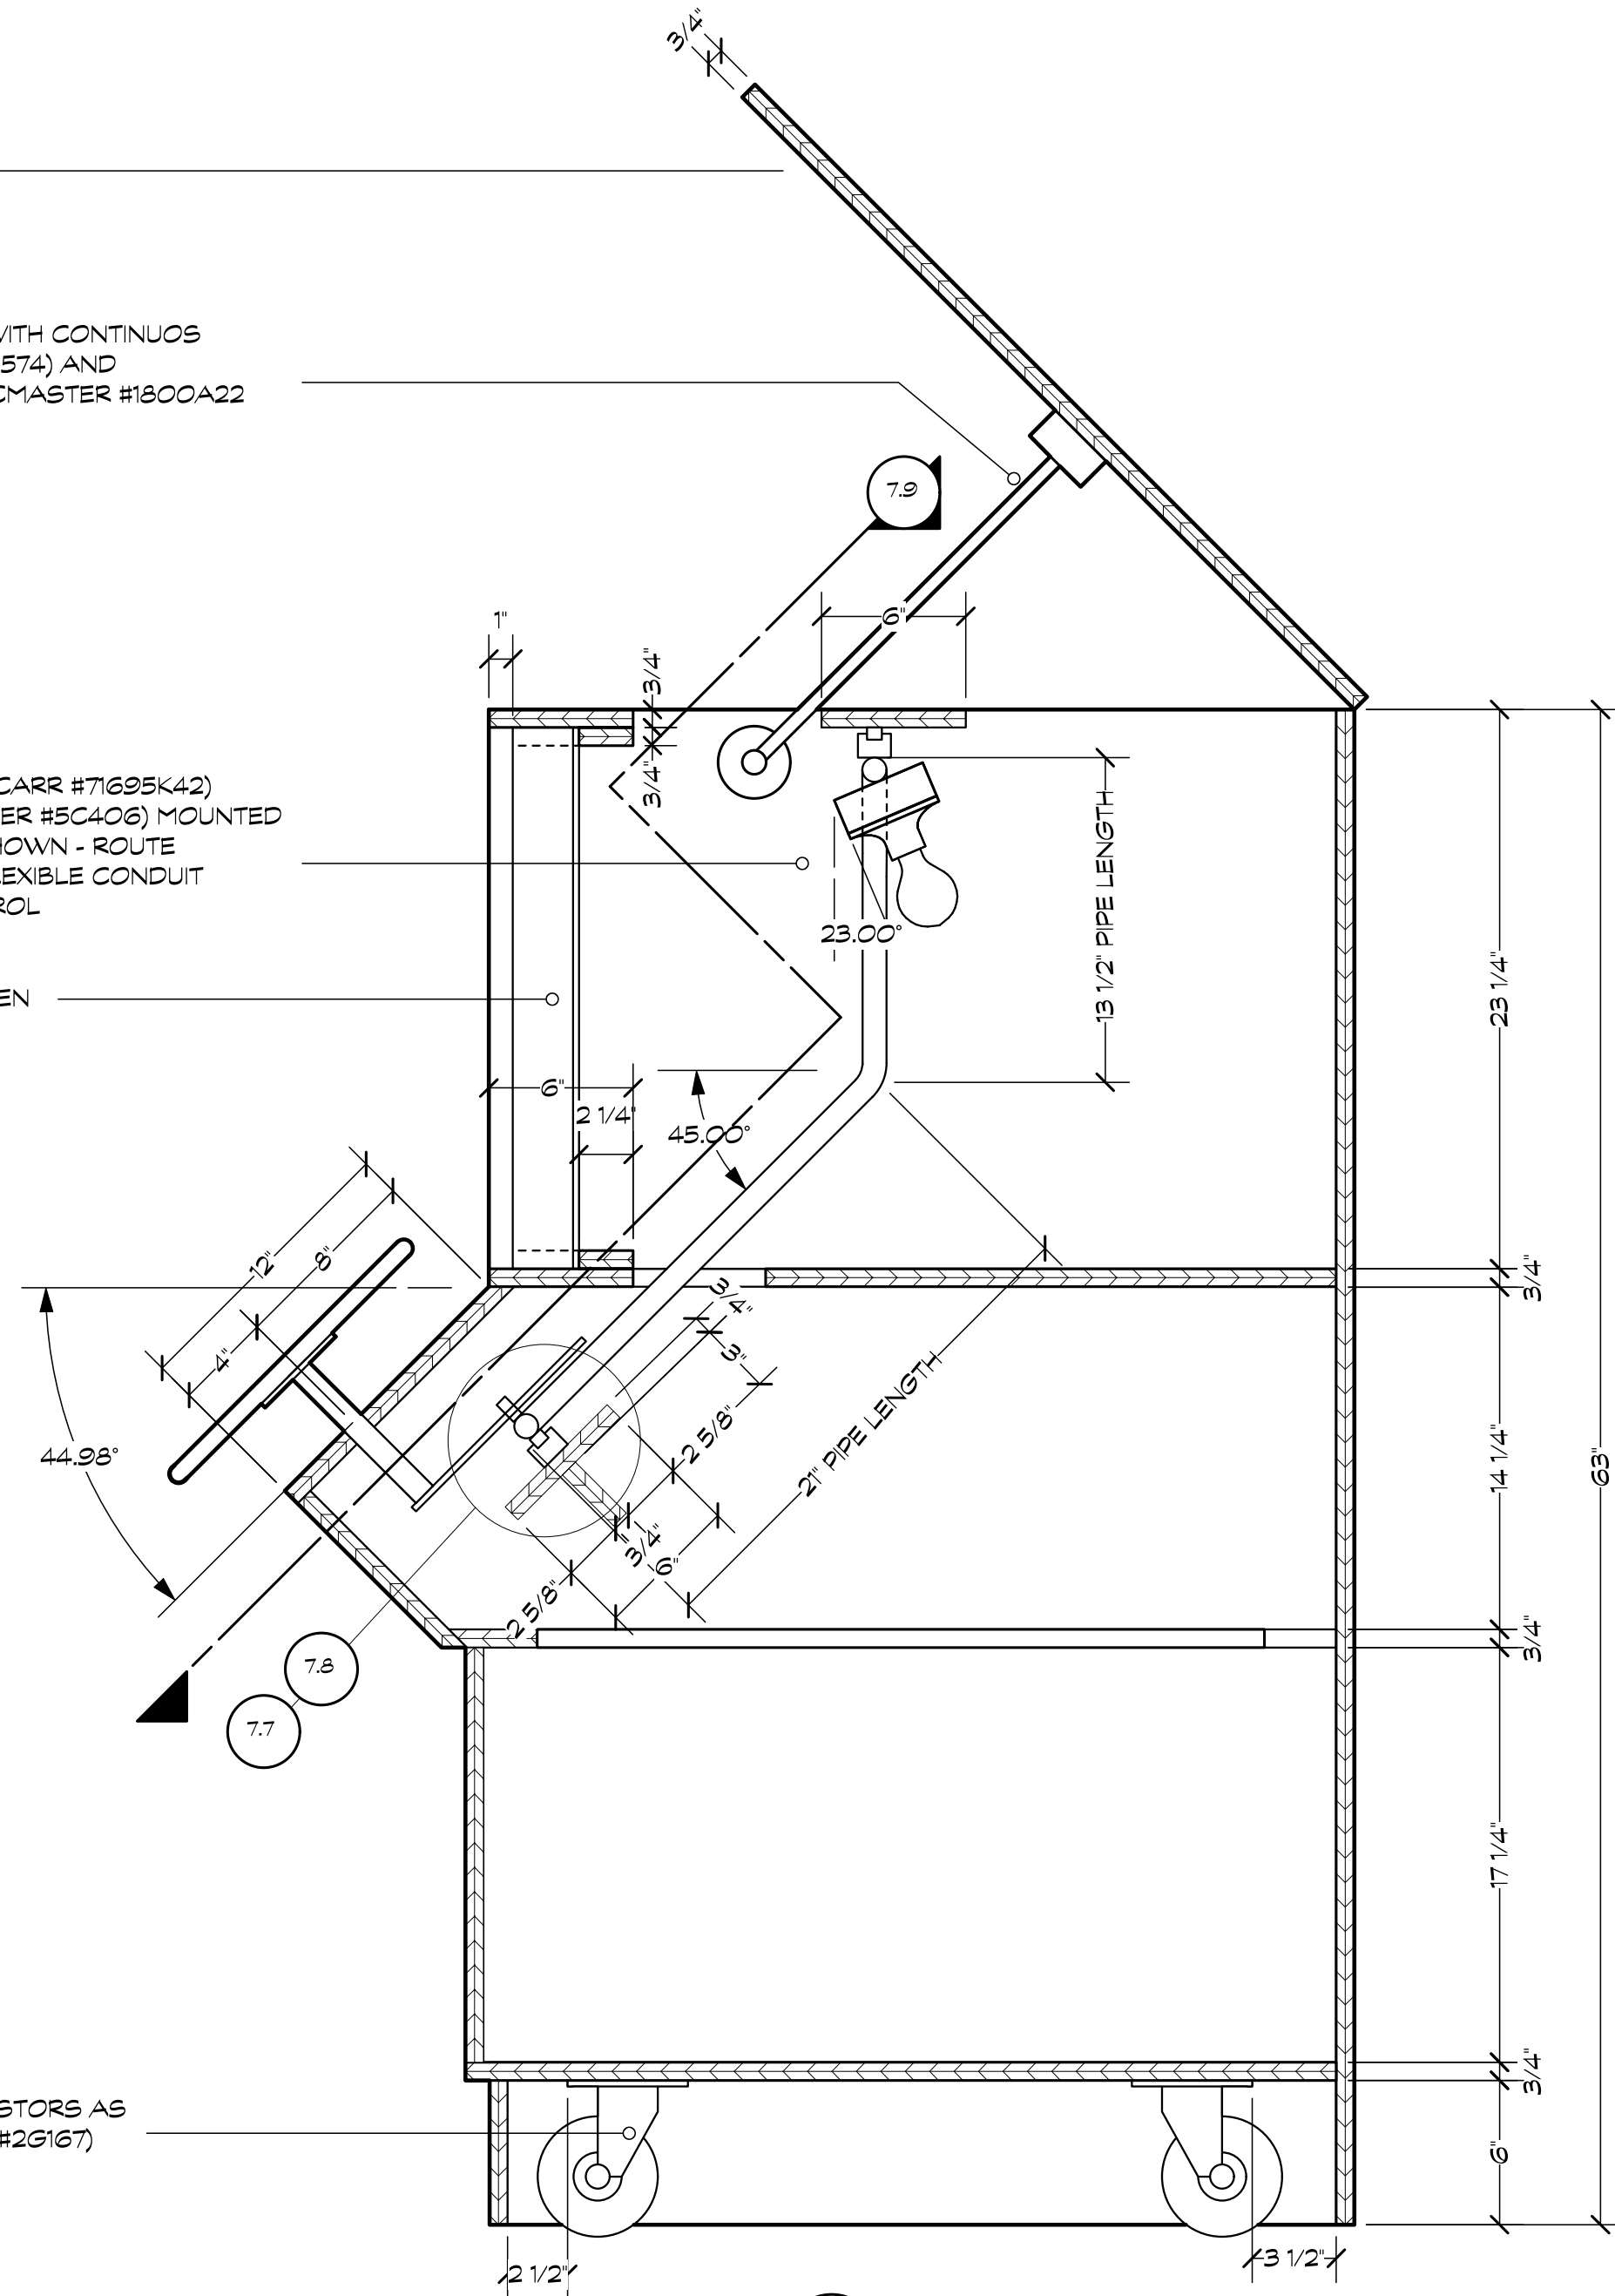 3/4"
WITH CONTINUOS
574) AND
CMASTER #1800A22
7.9
6"
1"
3/4"
3/4"
CARR #71695K42)
ER #5C406) MOUNTED
HOWN - ROUTE
EXIBLE CONDUIT
ROL
23.00°
13 1/2" PIPE LENGTH
23 1/4"
EN
6"
2 1/4"
45.00°
12"
8"
4"
3/4"
3/4"
3"
2 5/8"
21" PIPE LENGTH
14 1/4"
63"
44.98°
3/4"
6"
2 5/8"
3/4"
7.8
7.7
17 1/4"
3/4"
STORS AS
#2G167)
6"
2 1/2"
3 1/2"